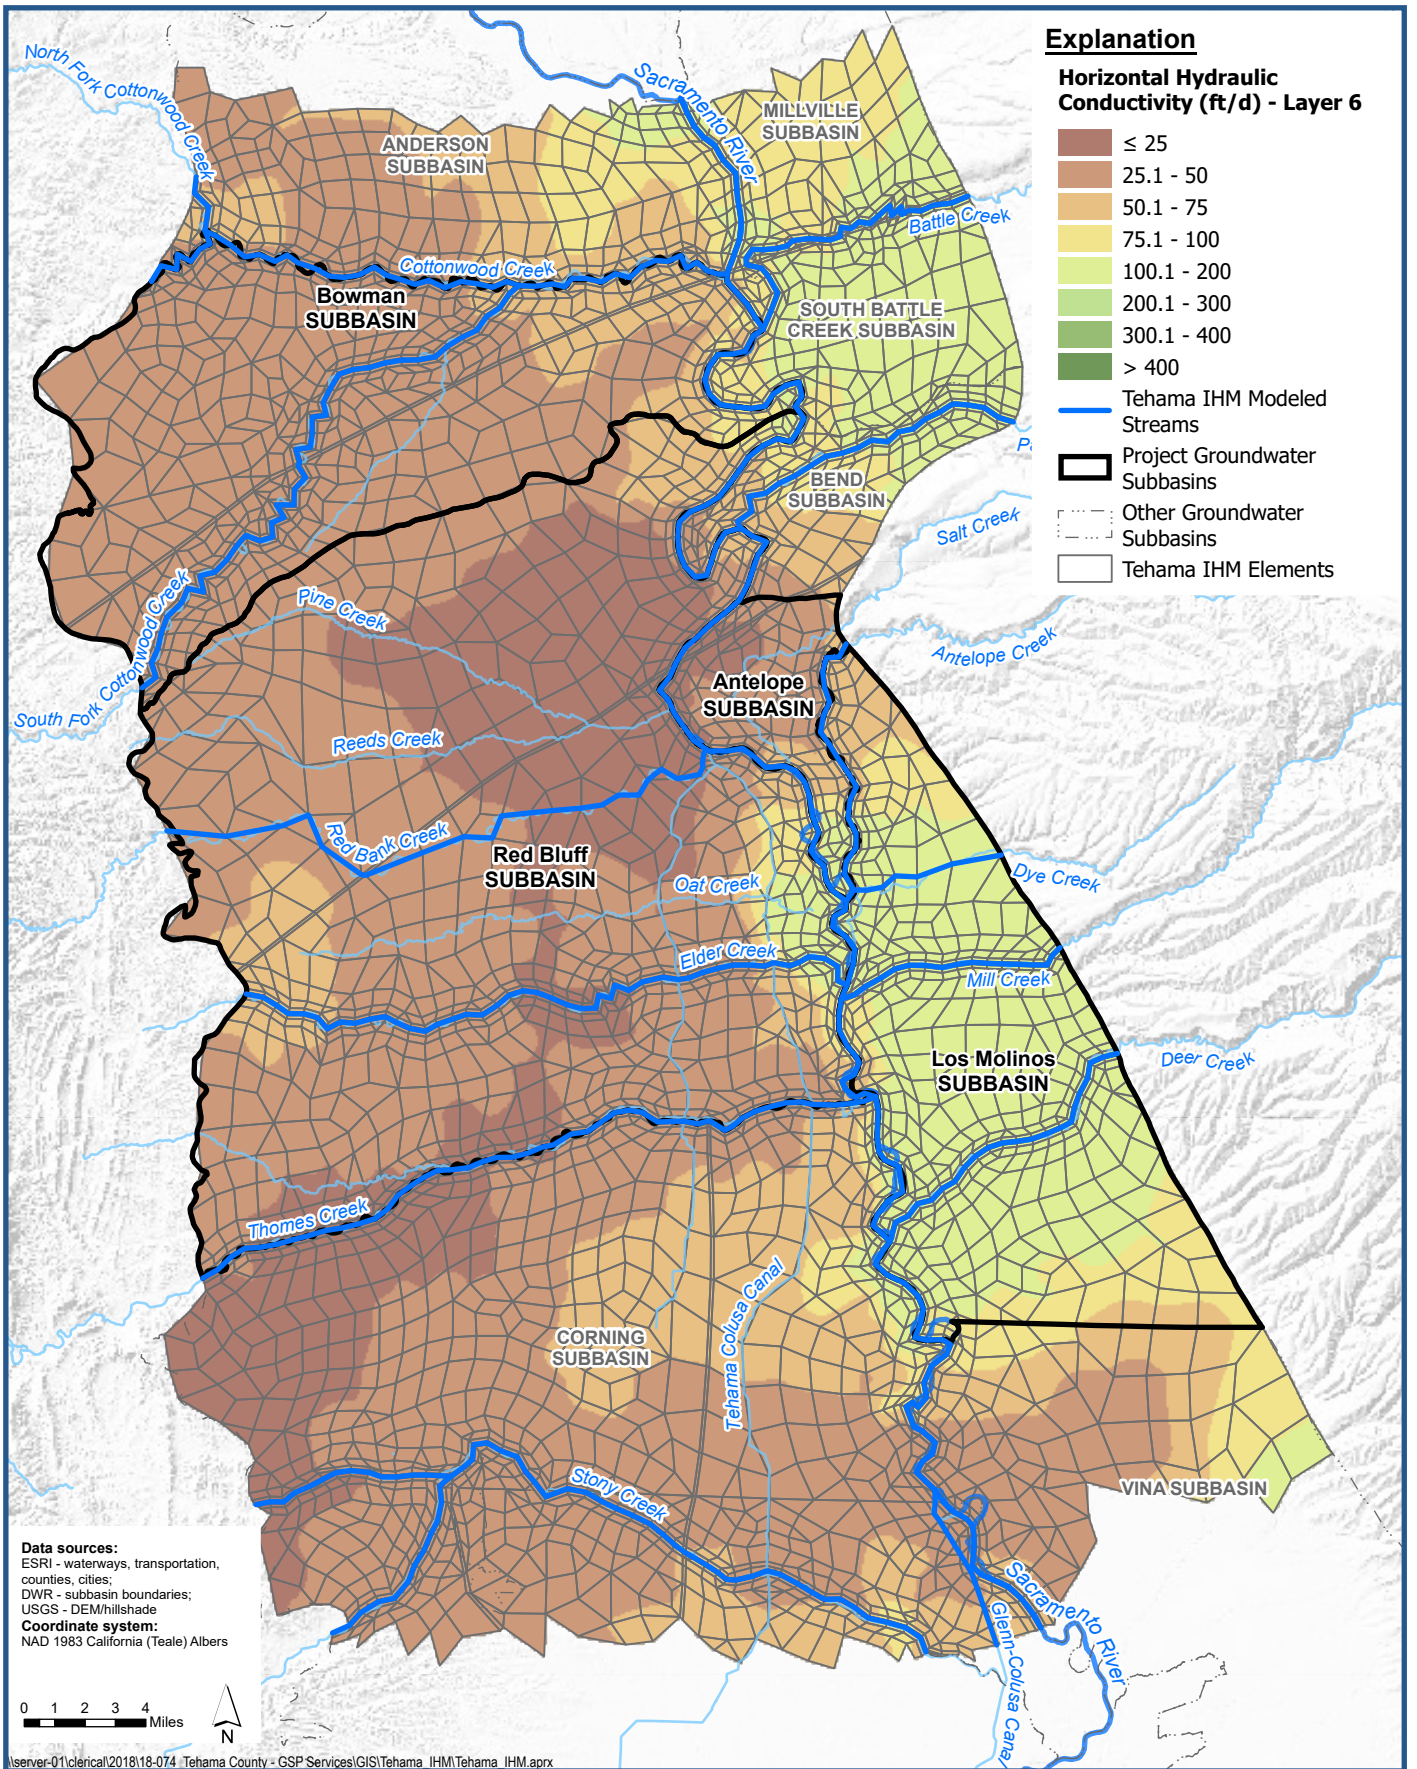 Explanation
Horizontal Hydraulic
Conductivity (ft/d) - Layer 6
≤ 25
25.1 - 50
50.1 - 75
75.1 - 100
100.1 - 200
200.1 - 300
300.1 - 400
> 400
Tehama IHM Modeled
Streams
Project Groundwater
Subbasins
Other Groundwater
Subbasins
Tehama IHM Elements
North Fork Cottonwood Creek
Sacramento River
MILLVILLE
SUBBASIN
ANDERSON
SUBBASIN
Battle Creek
Cottonwood Creek
Bowman
SUBBASIN
SOUTH BATTLE
CREEK SUBBASIN
BEND
SUBBASIN
Salt Creek
Pine Creek
South Fork Cottonwood Creek
Antelope Creek
Antelope
SUBBASIN
Reeds Creek
Red Bank Creek
Red Bluff
SUBBASIN
Oat Creek
Dye Creek
Elder Creek
Mill Creek
Los Molinos
SUBBASIN
Deer Creek
Thomes Creek
Tehama Colusa Canal
CORNING
SUBBASIN
Stony Creek
VINA SUBBASIN
Sacramento River
Glenn-Colusa Canal
Data sources:
ESRI - waterways, transportation,
counties, cities;
DWR - subbasin boundaries;
USGS - DEM/hillshade
Coordinate system:
NAD 1983 California (Teale) Albers
0 1 2 3 4
Miles
N
\\server-01\clerical\2018\18-074 Tehama County - GSP Services\GIS\Tehama_IHM\Tehama_IHM.aprx